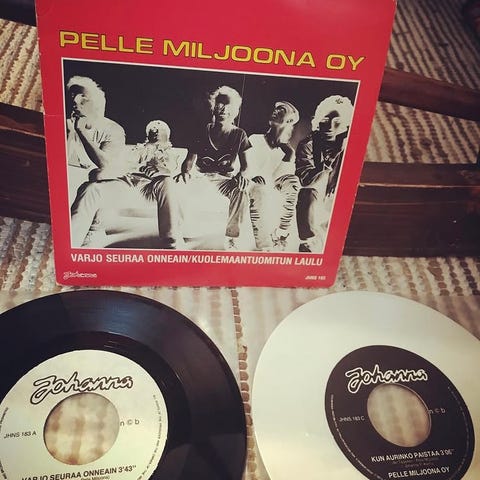 PELLE MILJOONA OY
VARJO SEURAA ONNEAIN/KUOLEMAANTUOMITUN LAULU
Johanna
JHNS 163
Johanna
JHNS 163 A
n © b
VARJO SEURAA ONNEAIN 3'43"
Johanna
JHNS 163 C
n © b
KUN AURINKO PAISTAA 3'06"
PELLE MILJOONA OY